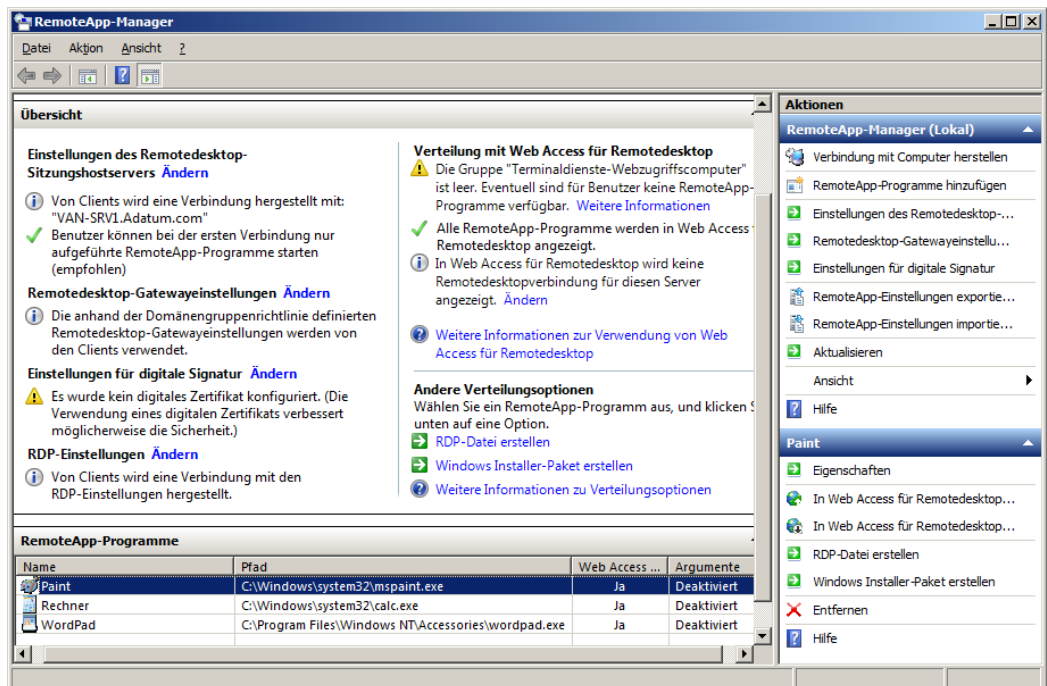 RemoteApp-Manager
Datei Aktion Ansicht ?
Übersicht
Einstellungen des Remotedesktop-
Sitzungshostservers Ändern
Von Clients wird eine Verbindung hergestellt mit:
"VAN-SRV1.Adatum.com"
Benutzer können bei der ersten Verbindung nur
aufgeführte RemoteApp-Programme starten
(empfohlen)
Remotedesktop-Gatewayeinstellungen Ändern
Die anhand der Domänengruppenrichtlinie definierten
Remotedesktop-Gatewayeinstellungen werden von
den Clients verwendet.
Einstellungen für digitale Signatur Ändern
Es wurde kein digitales Zertifikat konfiguriert. (Die
Verwendung eines digitalen Zertifikats verbessert
möglicherweise die Sicherheit.)
RDP-Einstellungen Ändern
Von Clients wird eine Verbindung mit den
RDP-Einstellungen hergestellt.
Verteilung mit Web Access für Remotedesktop
Die Gruppe "Terminaldienste-Webzugriffscomputer"
ist leer. Eventuell sind für Benutzer keine RemoteApp-
Programme verfügbar. Weitere Informationen
Alle RemoteApp-Programme werden in Web Access
Remotedesktop angezeigt.
In Web Access für Remotedesktop wird keine
Remotedesktopverbindung für diesen Server
angezeigt. Ändern
Weitere Informationen zur Verwendung von Web
Access für Remotedesktop
Andere Verteilungsoptionen
Wählen Sie ein RemoteApp-Programm aus, und klicken
unten auf eine Option.
RDP-Datei erstellen
Windows Installer-Paket erstellen
Weitere Informationen zu Verteilungsoptionen
RemoteApp-Programme
Name Pfad Web Access ... Argumente
Paint C:\Windows\system32\mspaint.exe Ja Deaktiviert
Rechner C:\Windows\system32\calc.exe Ja Deaktiviert
WordPad C:\Program Files\Windows NT\Accessories\wordpad.exe Ja Deaktiviert
Aktionen
RemoteApp-Manager (Lokal)
Verbindung mit Computer herstellen
RemoteApp-Programme hinzufügen
Einstellungen des Remotedesktop-...
Remotedesktop-Gatewayeinstellu...
Einstellungen für digitale Signatur
RemoteApp-Einstellungen exportie...
RemoteApp-Einstellungen importie...
Aktualisieren
Ansicht
Hilfe
Paint
Eigenschaften
In Web Access für Remotedesktop...
In Web Access für Remotedesktop...
RDP-Datei erstellen
Windows Installer-Paket erstellen
Entfernen
Hilfe